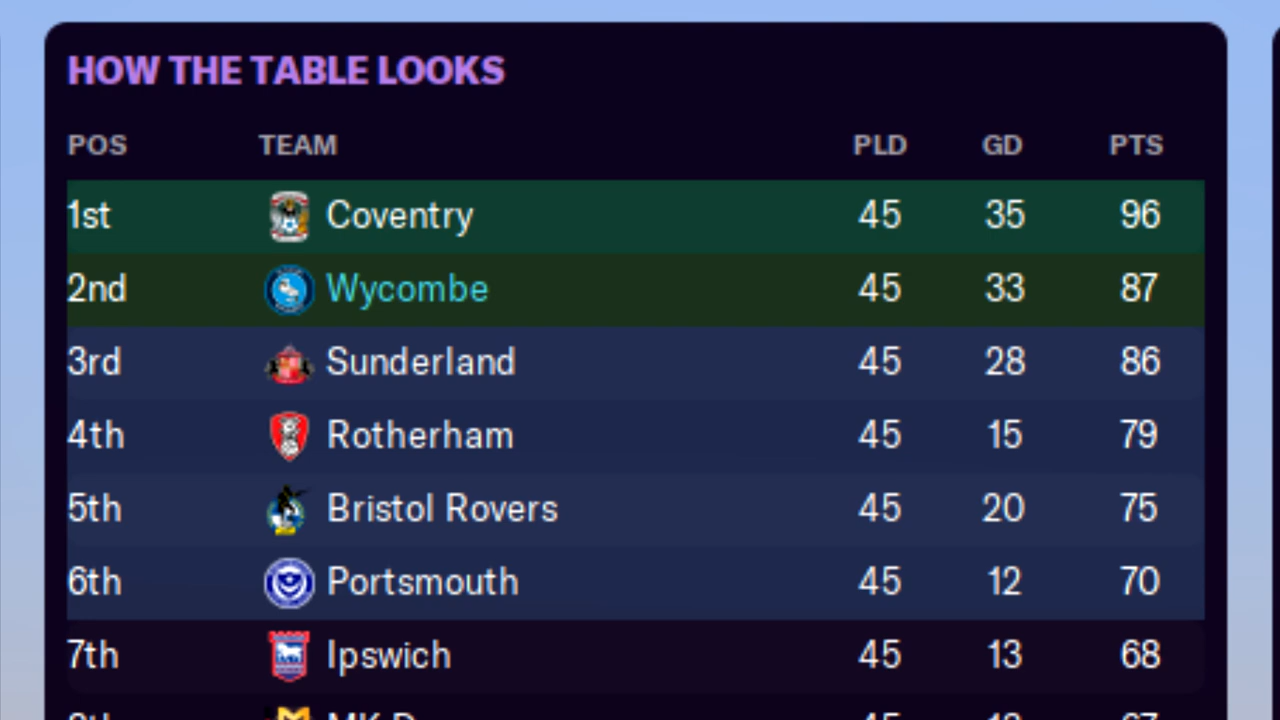 HOW THE TABLE LOOKS
POS TEAM PLD GD PTS
1st Coventry 45 35 96
2nd Wycombe 45 33 87
3rd Sunderland 45 28 86
4th Rotherham 45 15 79
5th Bristol Rovers 45 20 75
6th Portsmouth 45 12 70
7th Ipswich 45 13 68